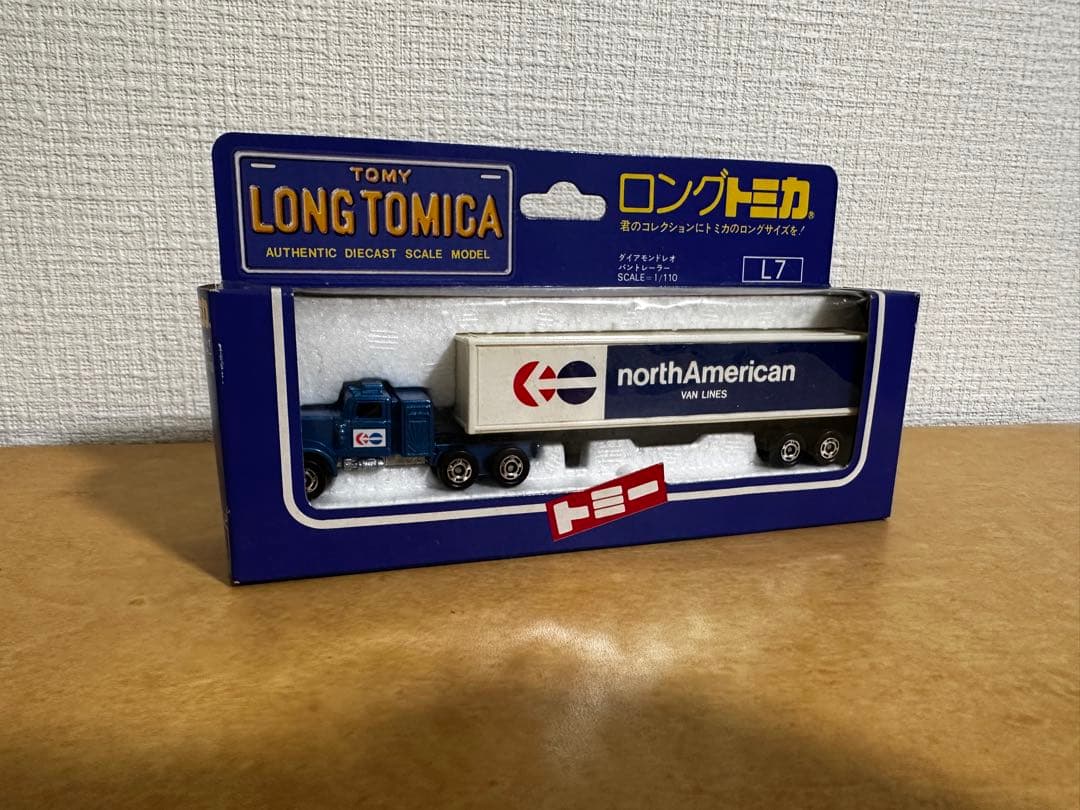 TOMY
LONG TOMICA
AUTHENTIC DIECAST SCALE MODEL
ロングトミカ®
君のコレクションにトミカのロングサイズを!
ダイアモンドレオ
バントレーラー
SCALE=1/110
L7
northAmerican
VAN LINES
トミー